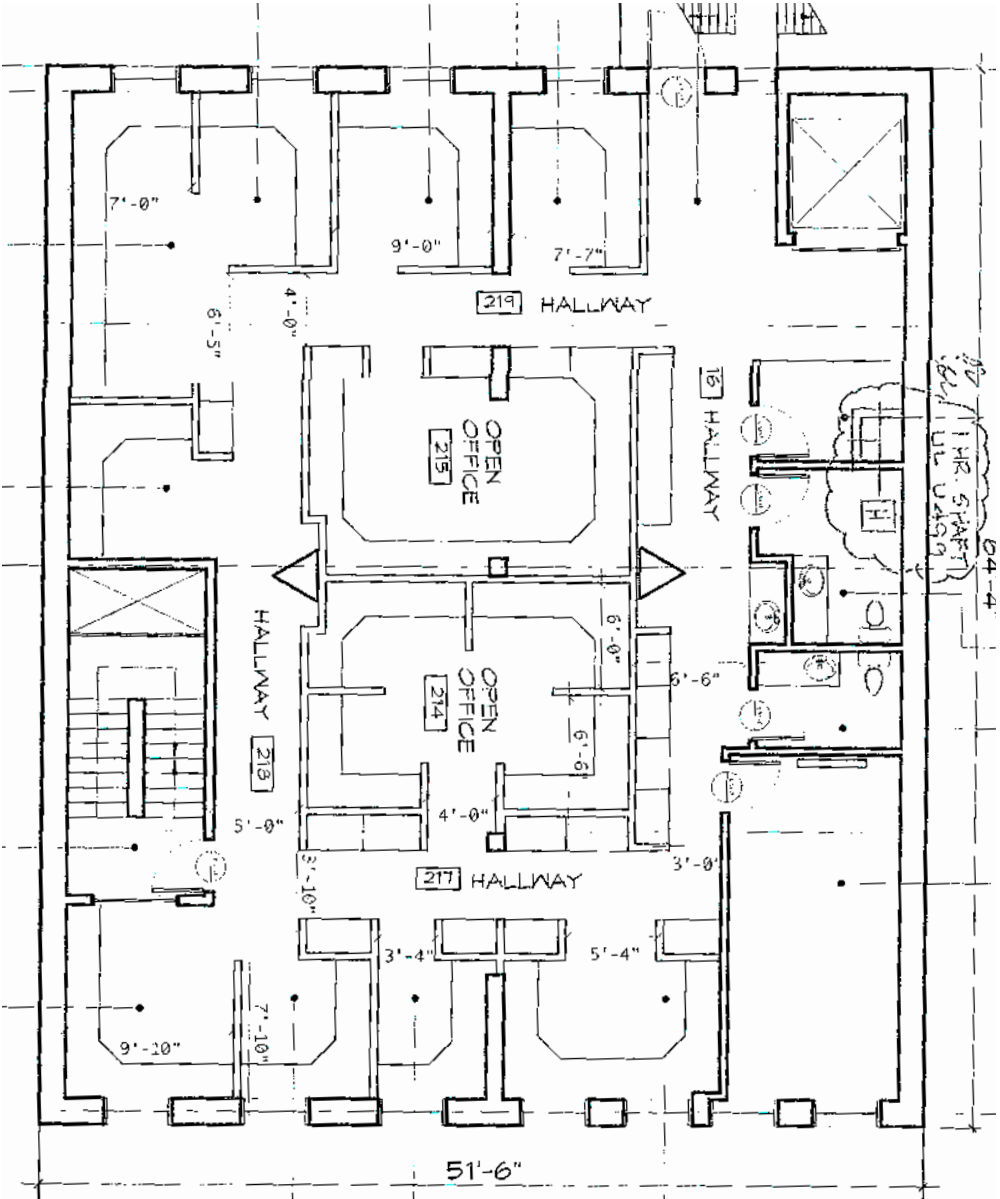 7'-0"
9'-0"
7'-7"
4'-0"
6'-5"
219 HALLWAY
16 HALLWAY
OPEN
OFFICE
215
1 HR SHAFT
64'-4
H
HALLWAY 218
OPEN
OFFICE
214
6'-0"
6'-6"
6'-6"
5'-0"
4'-0"
3'-10"
217 HALLWAY
3'-0"
3'-4"
5'-4"
7'-10"
9'-10"
51'-6"